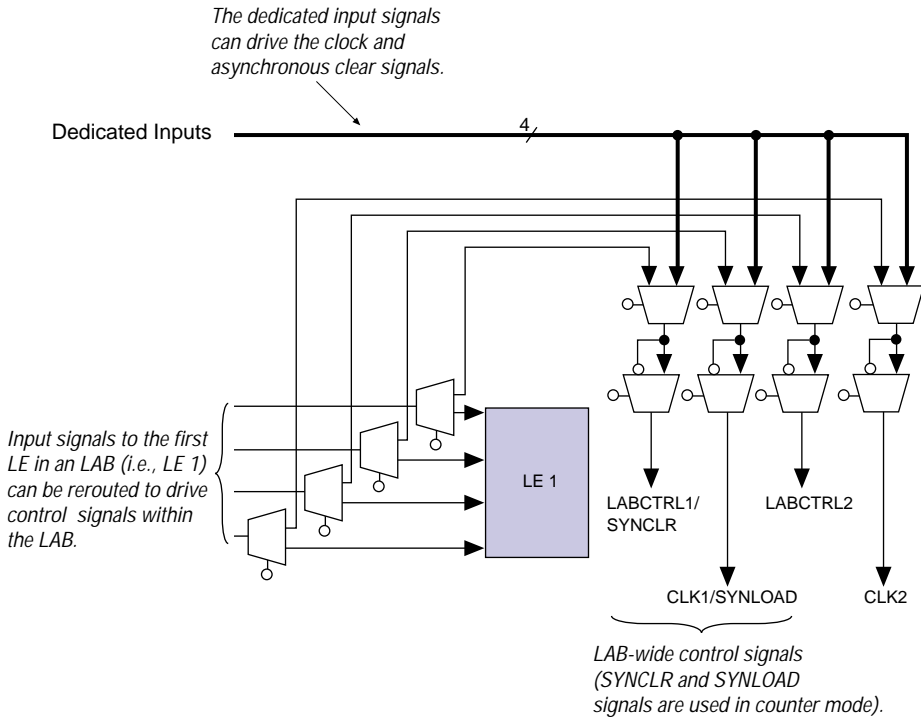 The dedicated input signals
can drive the clock and
asynchronous clear signals.
Dedicated Inputs
4
Input signals to the first
LE in an LAB (i.e., LE 1)
can be rerouted to drive
control signals within
the LAB.
LE 1
LABCTRL1/
SYNCLR
LABCTRL2
CLK1/SYNLOAD
CLK2
LAB-wide control signals
(SYNCLR and SYNLOAD
signals are used in counter mode).